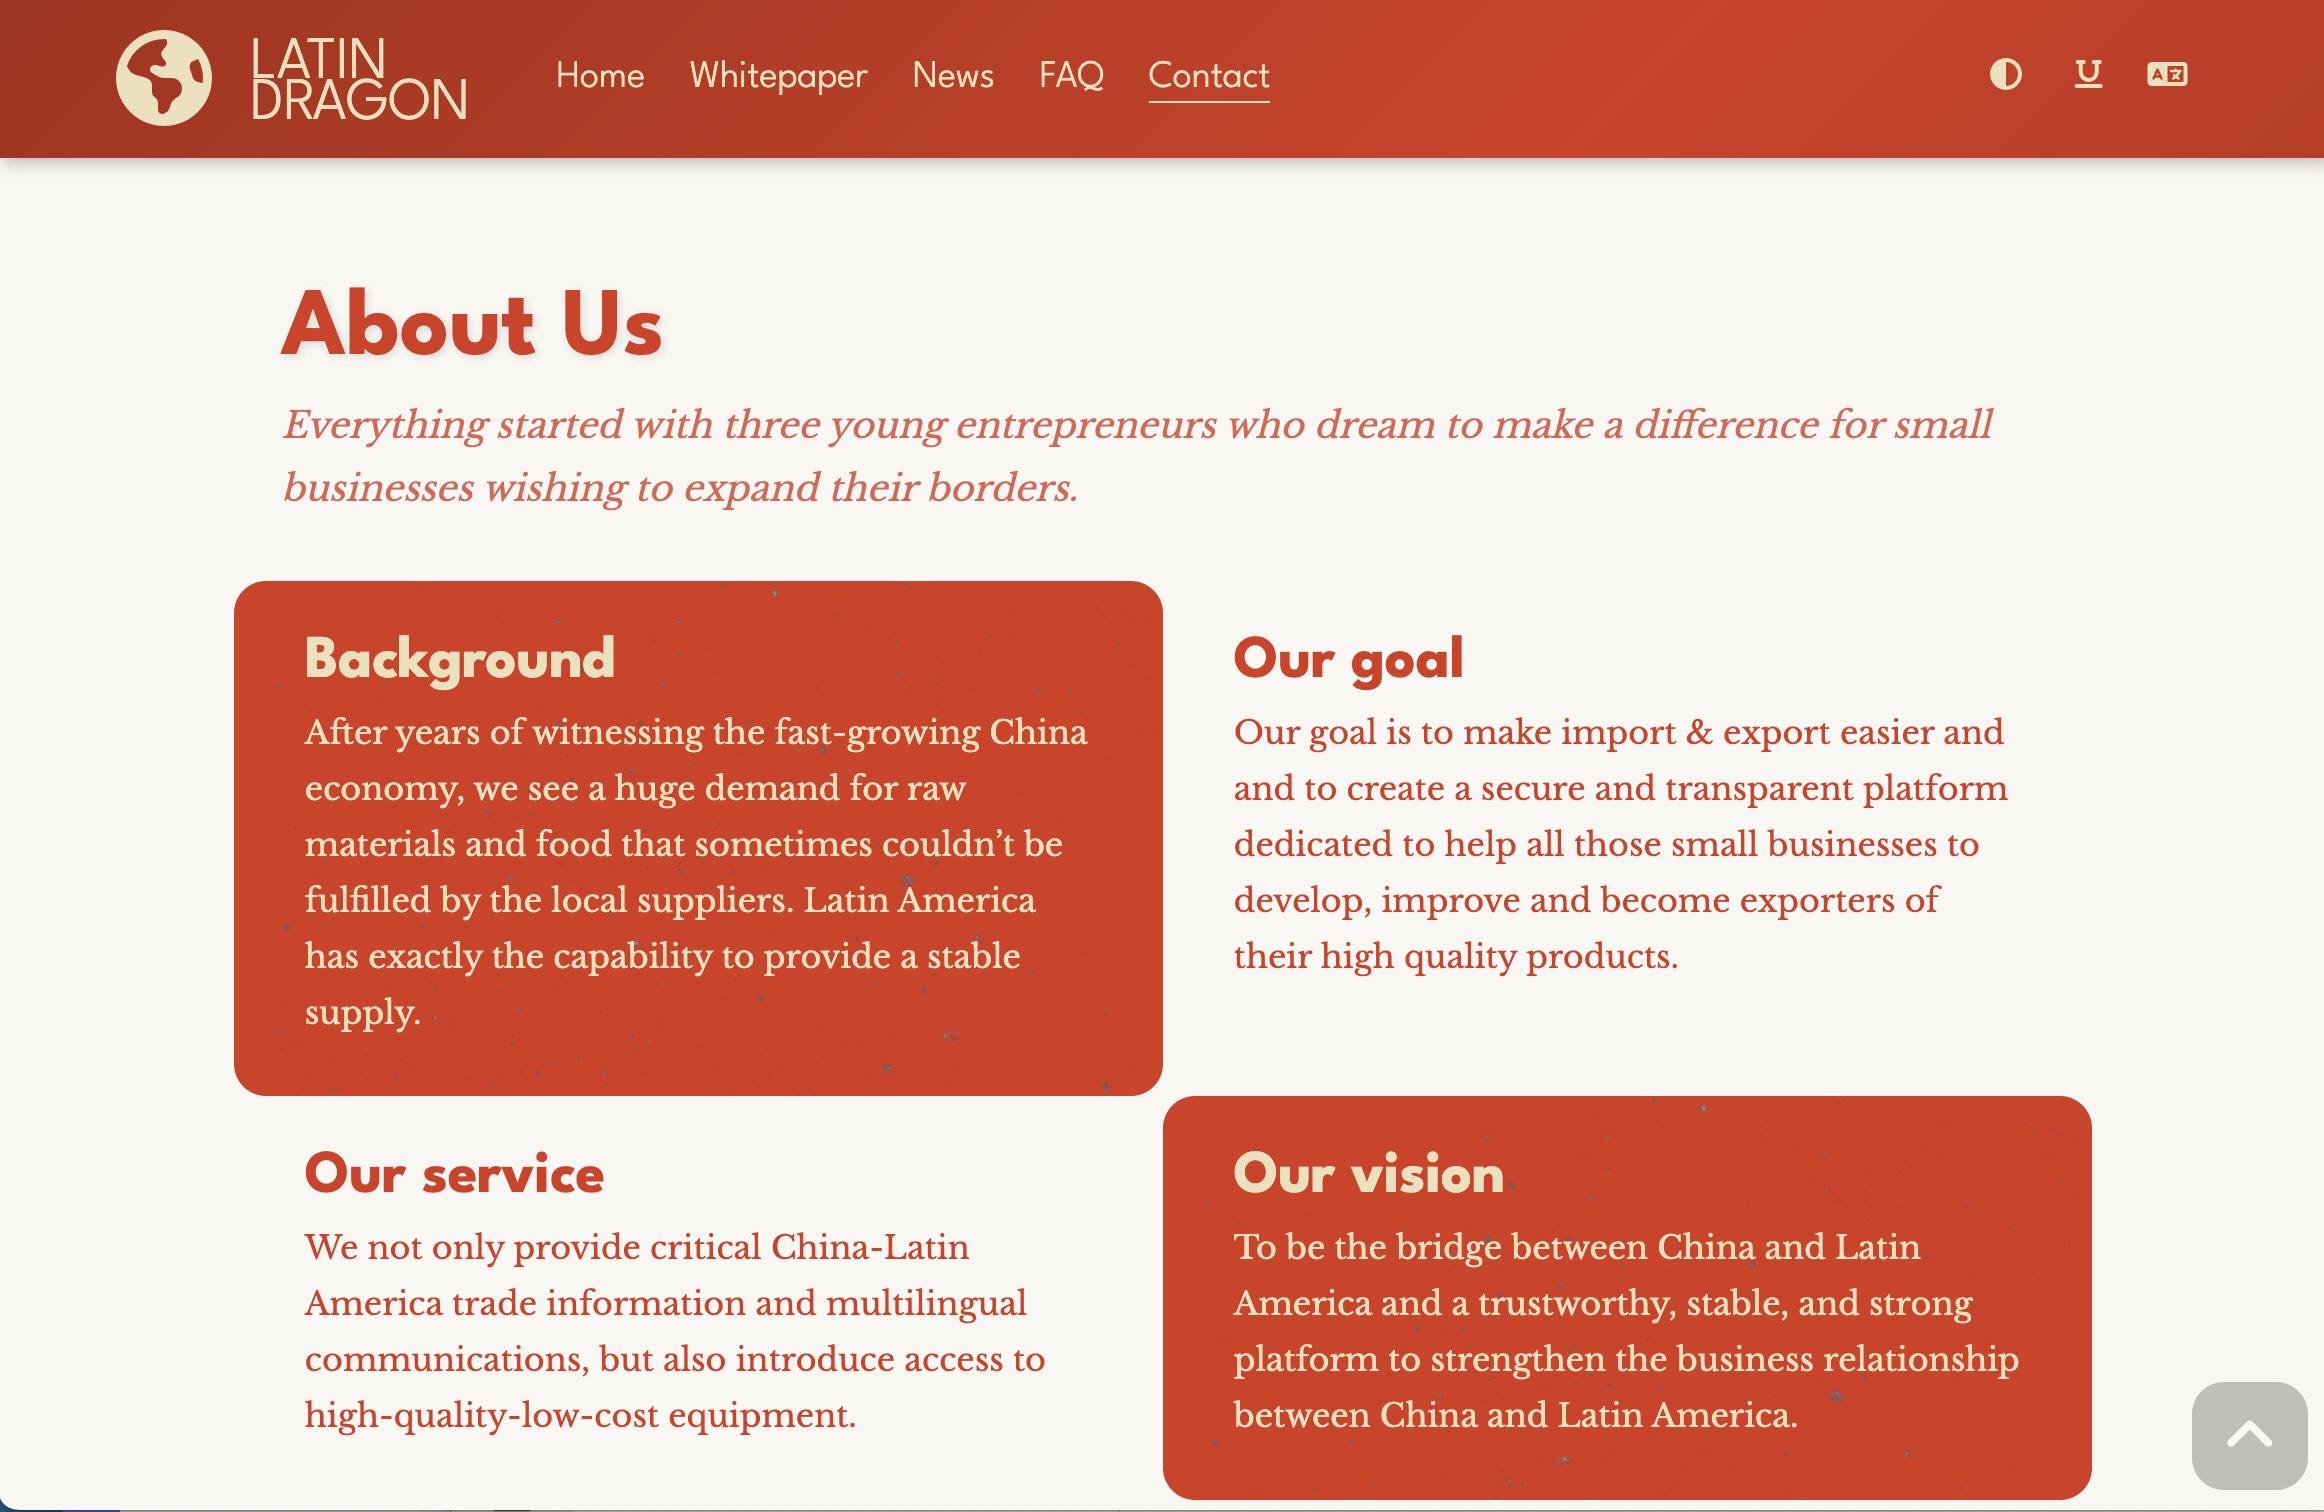 LATIN
DRAGON
Home Whitepaper News FAQ Contact
About Us
Everything started with three young entrepreneurs who dream to make a difference for small
businesses wishing to expand their borders.
Background
After years of witnessing the fast-growing China
economy, we see a huge demand for raw
materials and food that sometimes couldn’t be
fulfilled by the local suppliers. Latin America
has exactly the capability to provide a stable
supply.
Our goal
Our goal is to make import & export easier and
and to create a secure and transparent platform
dedicated to help all those small businesses to
develop, improve and become exporters of
their high quality products.
Our service
We not only provide critical China-Latin
America trade information and multilingual
communications, but also introduce access to
high-quality-low-cost equipment.
Our vision
To be the bridge between China and Latin
America and a trustworthy, stable, and strong
platform to strengthen the business relationship
between China and Latin America.